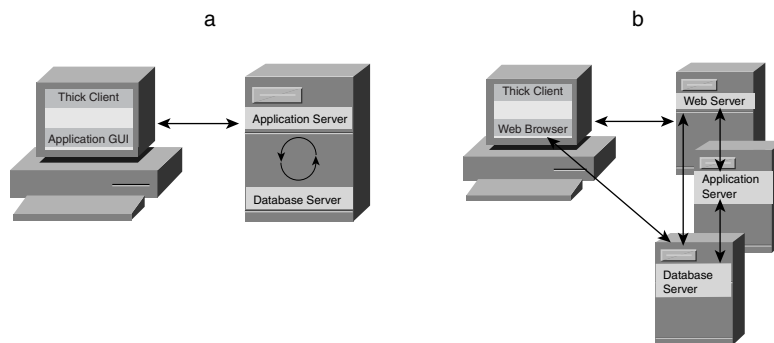 a
Thick Client
Application GUI
Application Server
Database Server
b
Thick Client
Web Browser
Web Server
Application
Server
Database
Server